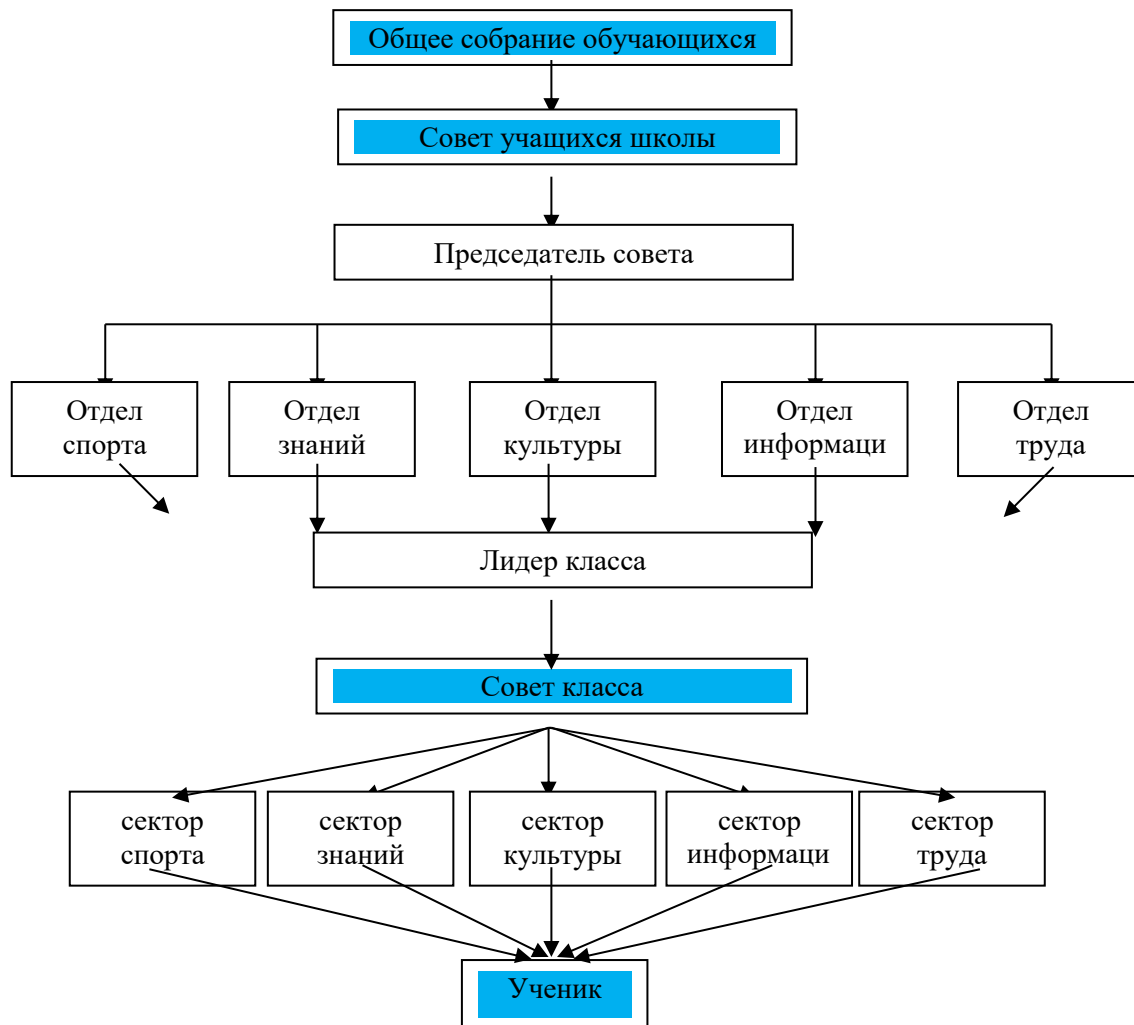 Общее собрание обучающихся
Совет учащихся школы
Председатель совета
Отдел
спорта
Отдел
знаний
Отдел
культуры
Отдел
информаци
Отдел
труда
Лидер класса
Совет класса
сектор
спорта
сектор
знаний
сектор
культуры
сектор
информаци
сектор
труда
Ученик